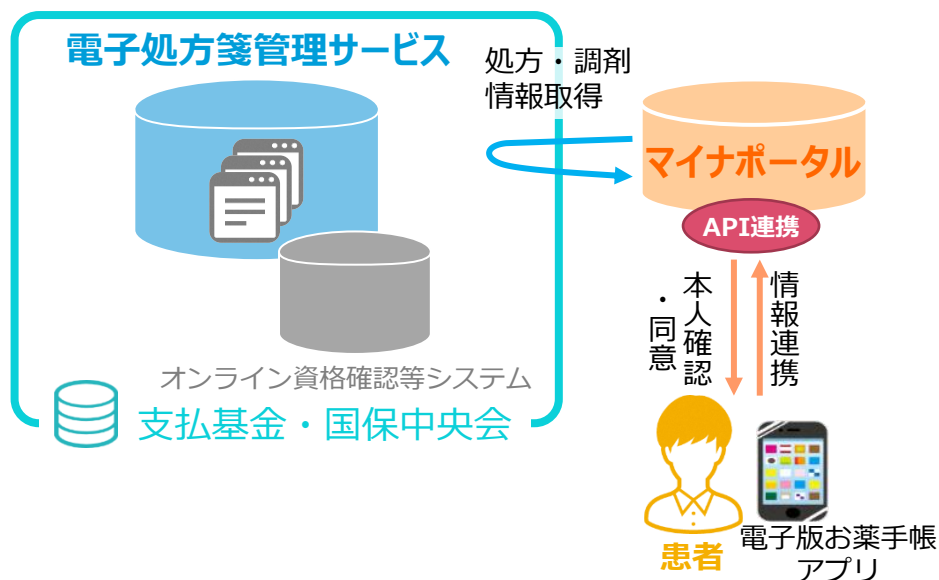 電子処方箋管理サービス
処方・調剤
情報取得
マイナポータル
API連携
本人確認
・同意
情報連携
オンライン資格確認等システム
支払基金・国保中央会
患者
電子版お薬手帳
アプリ